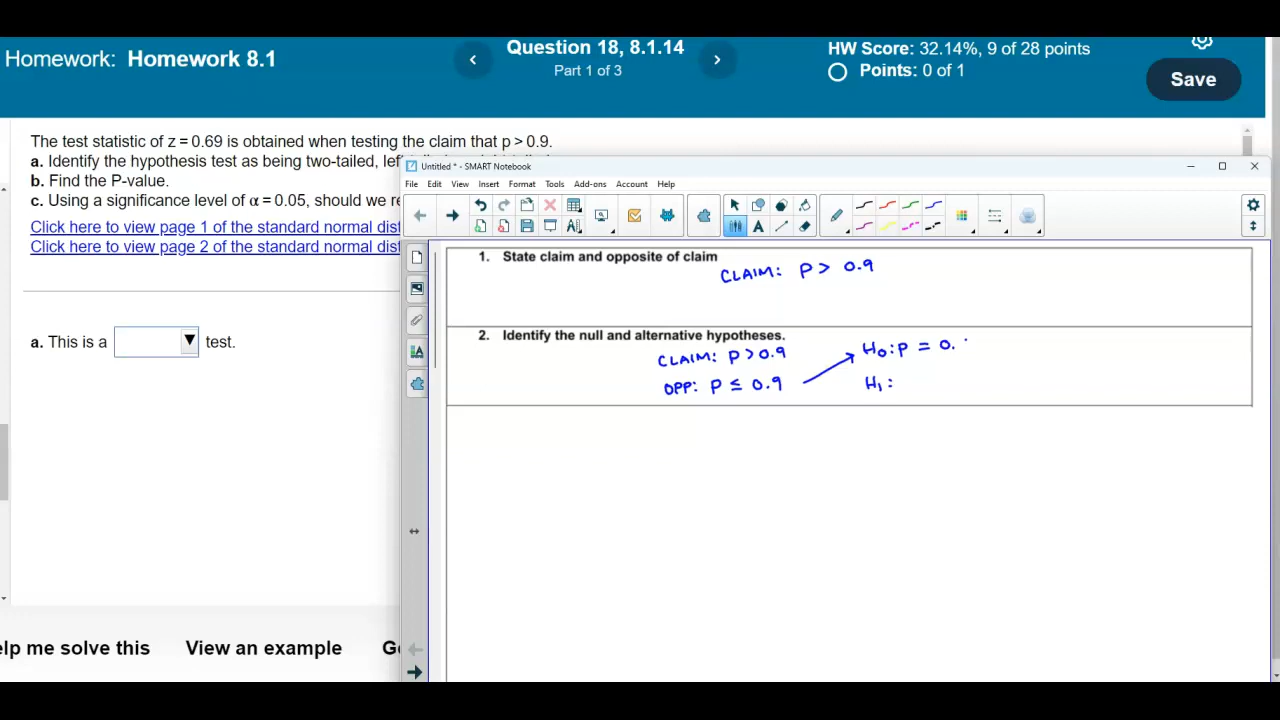 Homework: Homework 8.1
Question 18, 8.1.14
Part 1 of 3
HW Score: 32.14%, 9 of 28 points
Points: 0 of 1
Save
The test statistic of z = 0.69 is obtained when testing the claim that p > 0.9.
a. Identify the hypothesis test as being two-tailed,
b. Find the P-value.
c. Using a significance level of α = 0.05, should we re
Click here to view page 1 of the standard normal dist
Click here to view page 2 of the standard normal dist
a. This is a test.
elp me solve this View an example
Untitled * - SMART Notebook
File Edit View Insert Format Tools Add-ons Account Help
1. State claim and opposite of claim
CLAIM: P > 0.9
2. Identify the null and alternative hypotheses.
CLAIM: P > 0.9
OPP: P ≤ 0.9
H0: P = 0.
H1: